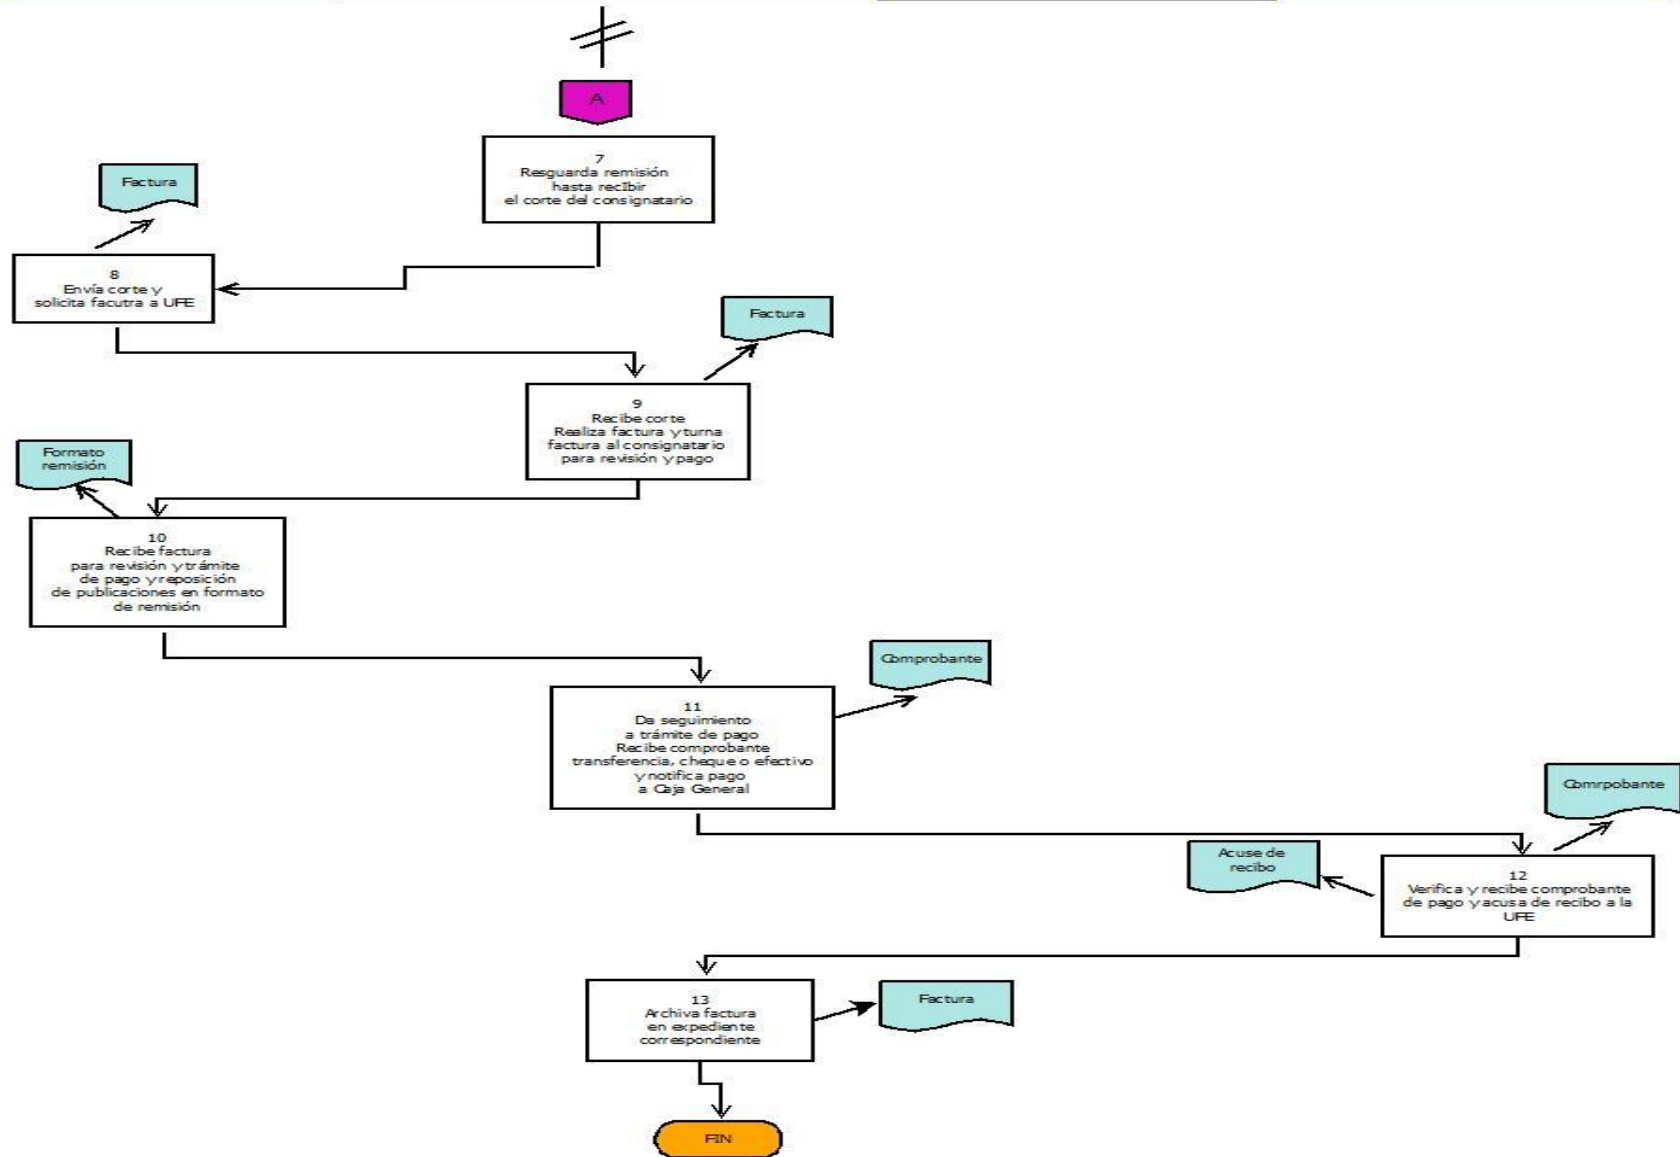 A
7
Resguarda remisión
hasta recIbir
el corte del consignatario
Factura
8
Envía corte y
solicita facutra a UFE
Factura
9
Recibe corte
Realiza factura y turna
factura al consignatario
para revisión y pago
Formato
remisión
10
Recibe factura
para revisión y trámite
de pago y reposición
de publicaciones en formato
de remisión
Comprobante
11
Da seguimiento
a trámite de pago
Recibe comprobante
transferencia, cheque o efectivo
y notifica pago
a Caja General
Comrpobante
Acuse de
recibo
12
Verifica y recibe comprobante
de pago y acusa de recibo a la
UFE
13
Archiva factura
en expediente
correspondiente
Factura
FIN